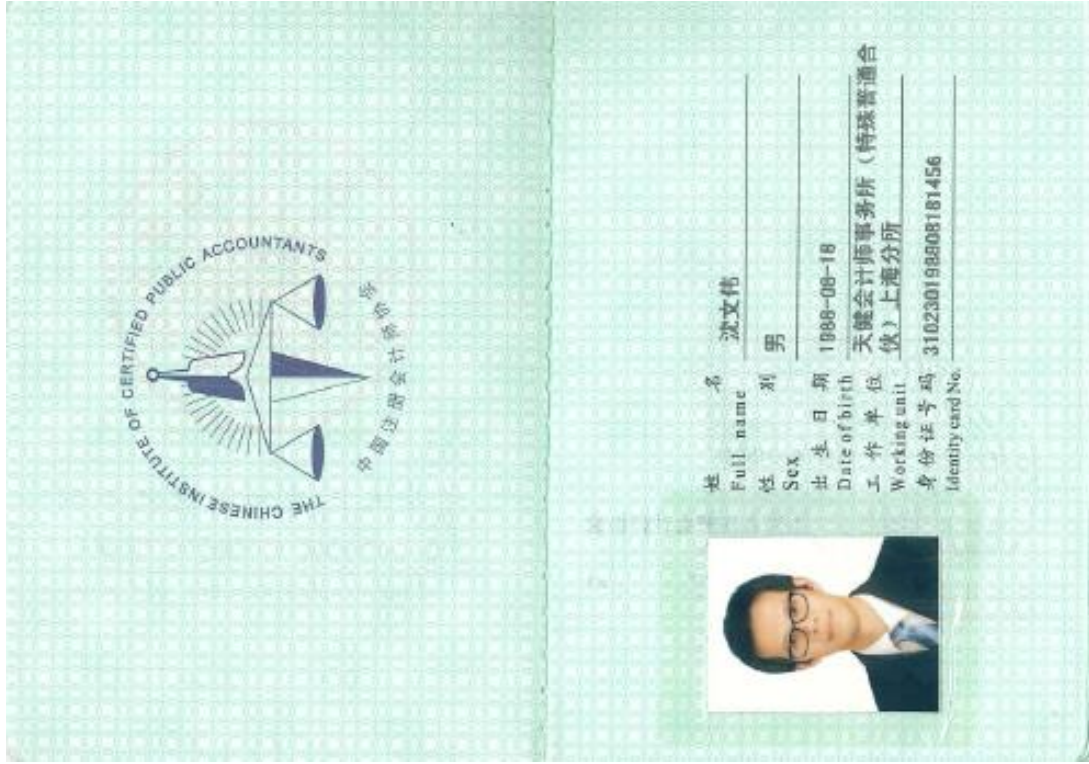 THE CHINESE INSTITUTE OF CERTIFIED PUBLIC ACCOUNTANTS
中国注册会计师协会
姓 名 沈文伟
Full name
性 别 男
Sex
出 生 日 期 1988-08-18
Date of birth
工 作 单 位 天健会计师事务所（特殊普通合
Working unit 伙）上海分所
身 份 证 号 码 310230198808181456
Identity card No.